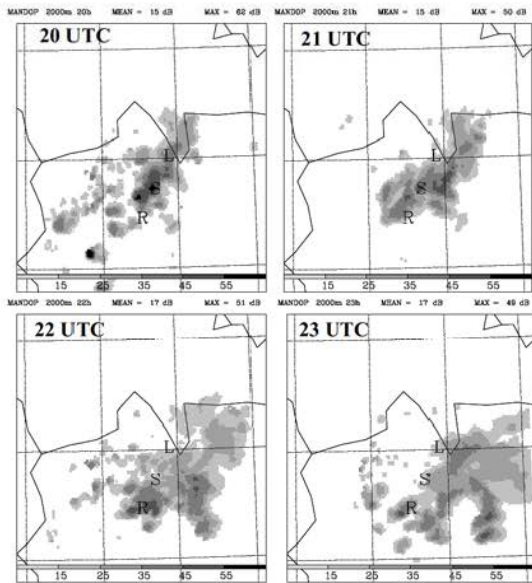 MANDOP 2000m 20h MEAN = 15 dB MAX = 62 dB
20 UTC
L
S
R
15 25 35 45 55
MANDOP 2000m 21h MEAN = 15 dB MAX = 50 dB
21 UTC
L
S
R
15 25 35 45 55
MANDOP 2000m 22h MEAN = 17 dB MAX = 51 dB
22 UTC
L
S
R
15 25 35 45 55
MANDOP 2000m 23h MEAN = 17 dB MAX = 49 dB
23 UTC
L
S
R
15 25 35 45 55